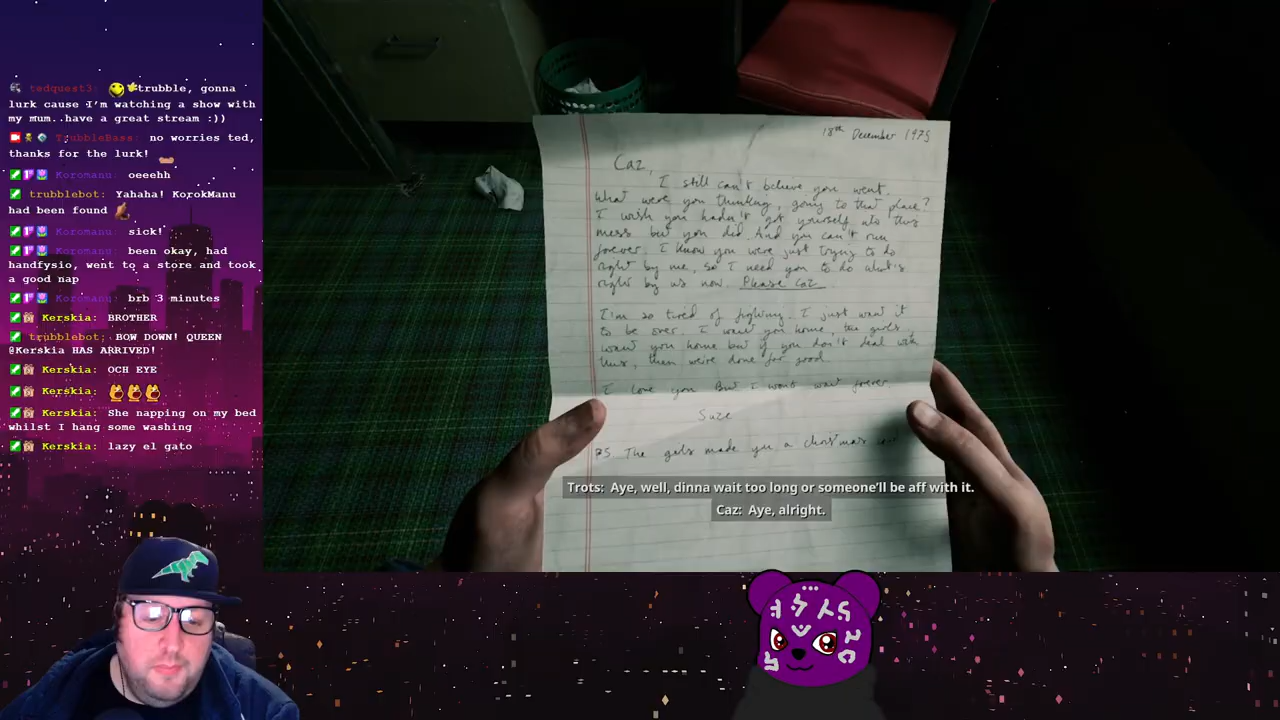 tedquest3: trubble, gonna
lurk cause I'm watching a show with
my mum..have a great stream :))
TrubbleBass: no worries ted,
thanks for the lurk!
Koromanu: oeeehh
trubblebot: Yahaha! KorokManu
had been found
Koromanu: sick!
Koromanu: been okay, had
handfysio, went to a store and took
a good nap
Koromanu: brb 3 minutes
Kerskia: BROTHER
trubblebot: BOW DOWN! QUEEN
@Kerskia HAS ARRIVED!
Kerskia: OCH EYE
Kerskia:
Kerskia: She napping on my bed
whilst I hang some washing
Kerskia: lazy el gato
18th December 1975
Caz,
I still can't believe you went.
What were you thinking, going to that place?
I wish you hadn't got yourself into this
mess but you did. And you can't run
forever. I know you were just trying to do
right by me, so I need you to do what's
right by us now. Please Caz.
I'm so tired of fighting. I just want it
to be over. I want you home, the girls
want you home but if you don't deal with
this, then we're done for good.
I love you. But I won't wait forever.
Suze
PS. The girls made you a christmas
Trots: Aye, well, dinna wait too long or someone'll be aff with it.
Caz: Aye, alright.